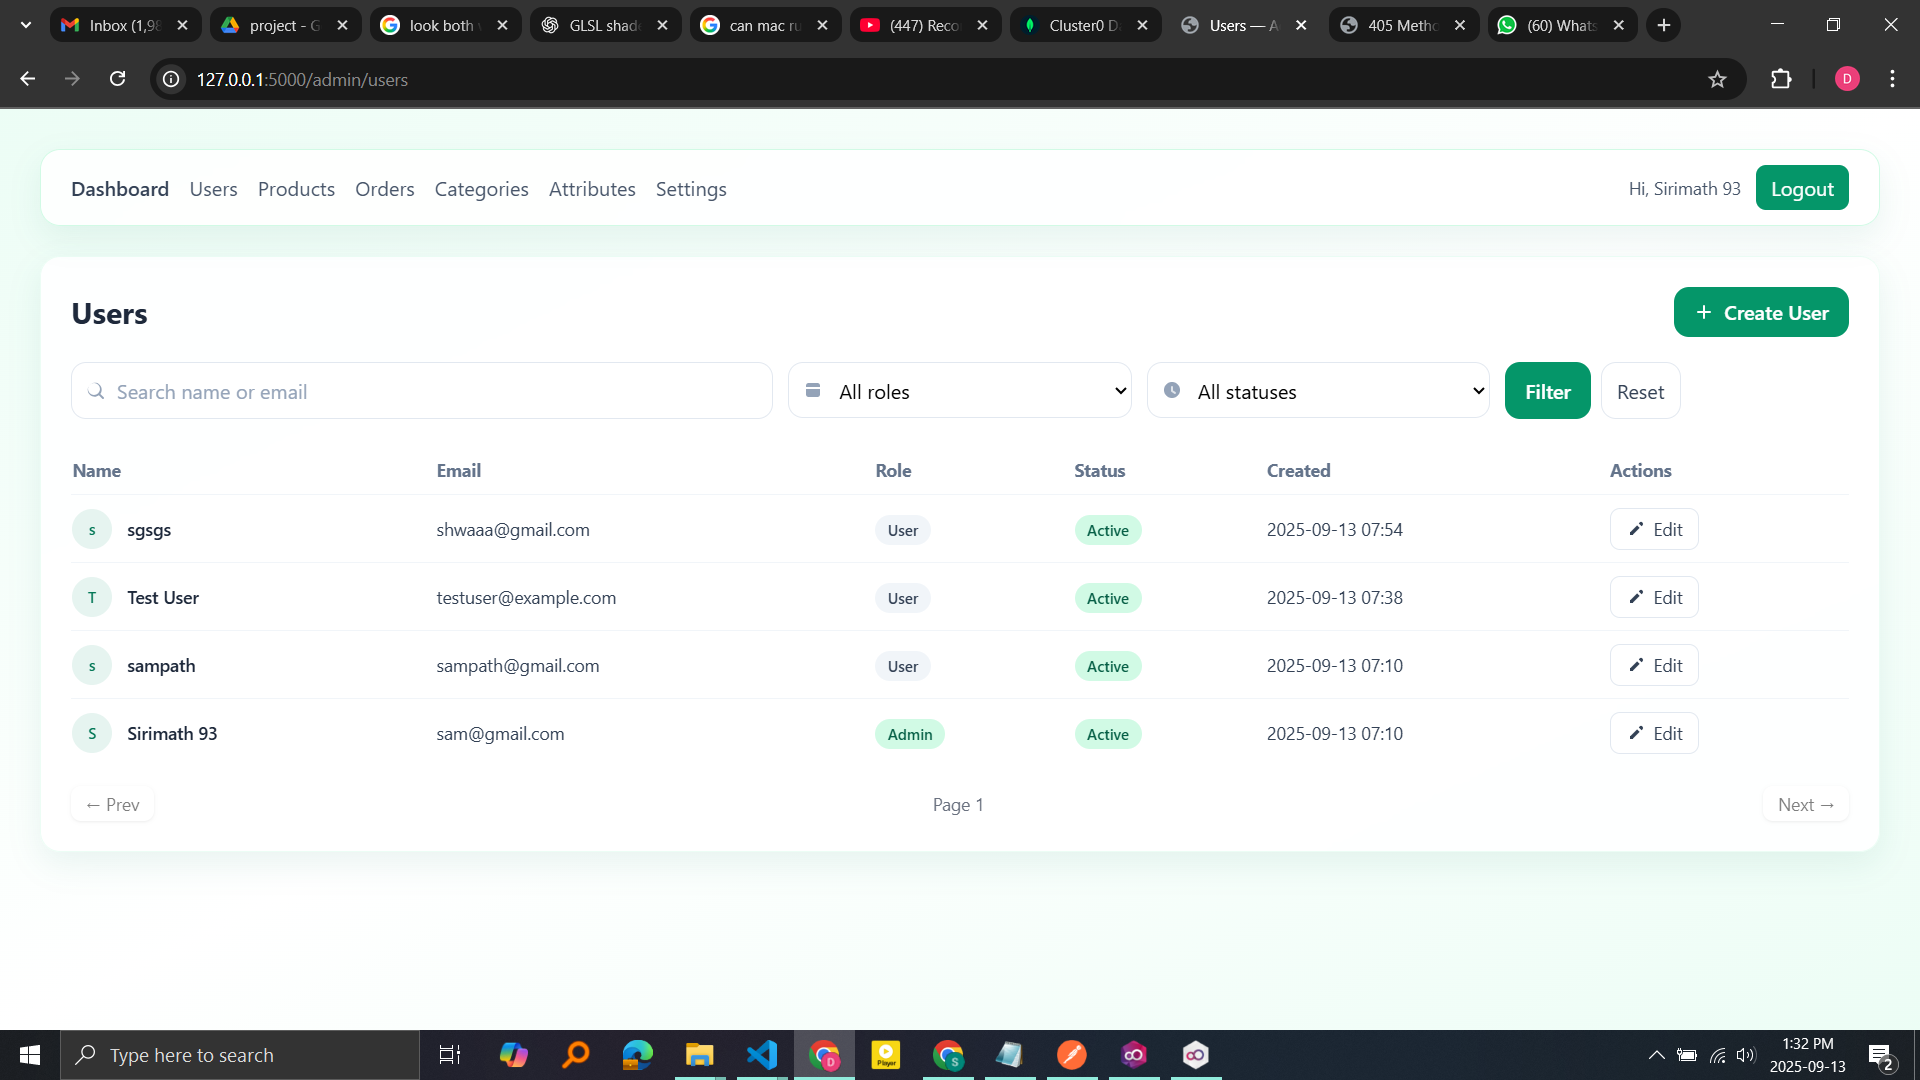 Inbox (1,98
project - G
look both v
GLSL shade
can mac ru
(447) Reco
Cluster0 D
Users — A
405 Metho
(60) Whats
127.0.0.1:5000/admin/users
D
Dashboard Users Products Orders Categories Attributes Settings
Hi, Sirimath 93 Logout
Users
+ Create User
Search name or email
All roles
All statuses
Filter
Reset
Name Email Role Status Created Actions
s sgsgs shwaaa@gmail.com User Active 2025-09-13 07:54 Edit
T Test User testuser@example.com User Active 2025-09-13 07:38 Edit
s sampath sampath@gmail.com User Active 2025-09-13 07:10 Edit
S Sirimath 93 sam@gmail.com Admin Active 2025-09-13 07:10 Edit
← Prev Page 1 Next →
Type here to search
D
Player
S
1:32 PM
2025-09-13
2